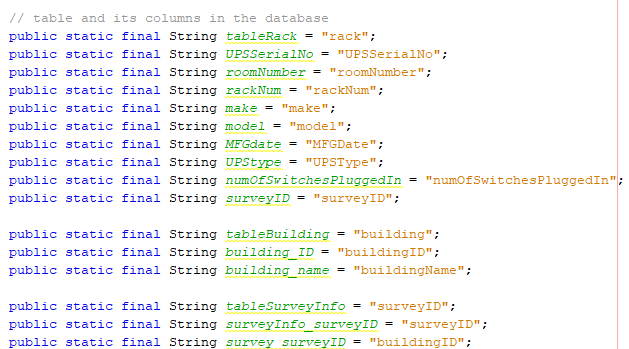 // table and its columns in the database
public static final String tableRack = "rack";
public static final String UPSSerialNo = "UPSSerialNo";
public static final String roomNumber = "roomNumber";
public static final String rackNum = "rackNum";
public static final String make = "make";
public static final String model = "model";
public static final String MFGdate = "MFGDate";
public static final String UPStype = "UPSType";
public static final String numOfSwitchesPluggedIn = "numOfSwitchesPluggedIn";
public static final String surveyID = "surveyID";
public static final String tableBuilding = "building";
public static final String building_ID = "buildingID";
public static final String building_name = "buildingName";
public static final String tableSurveyInfo = "surveyID";
public static final String surveyInfo_surveyID = "surveyID";
public static final String survey_surveyID = "buildingID";